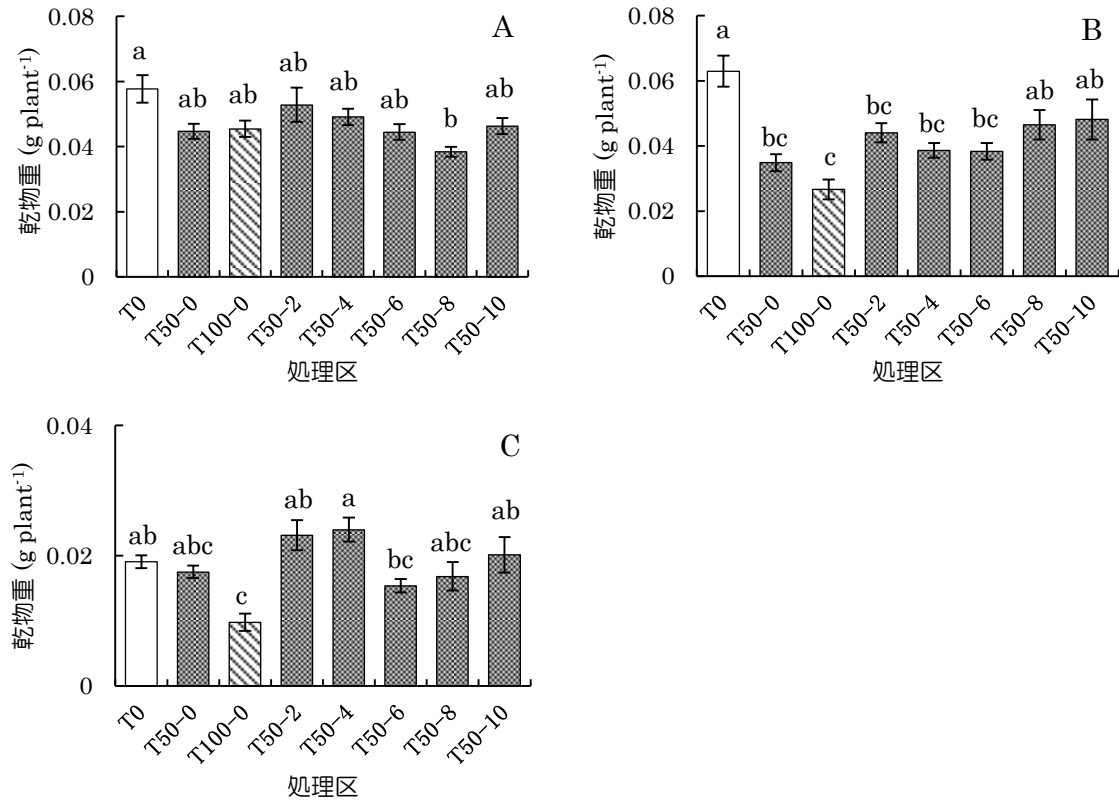 A
乾物重 (g plant-1)
0.08
0.06
0.04
0.02
0
a
ab
ab
ab
ab
ab
b
ab
T0
T50-0
T100-0
T50-2
T50-4
T50-6
T50-8
T50-10
処理区
B
乾物重 (g plant-1)
0.08
0.06
0.04
0.02
0
a
bc
c
bc
bc
bc
ab
ab
T0
T50-0
T100-0
T50-2
T50-4
T50-6
T50-8
T50-10
処理区
C
乾物重 (g plant-1)
0.04
0.02
0
ab
abc
c
ab
a
bc
abc
ab
T0
T50-0
T100-0
T50-2
T50-4
T50-6
T50-8
T50-10
処理区